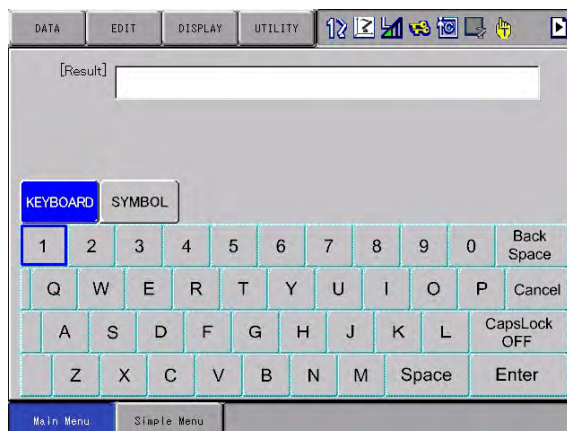 DATA EDIT DISPLAY UTILITY
[Result]
KEYBOARD SYMBOL
1 2 3 4 5 6 7 8 9 0 Back Space
Q W E R T Y U I O P Cancel
A S D F G H J K L CapsLock OFF
Z X C V B N M Space Enter
Main Menu Simple Menu